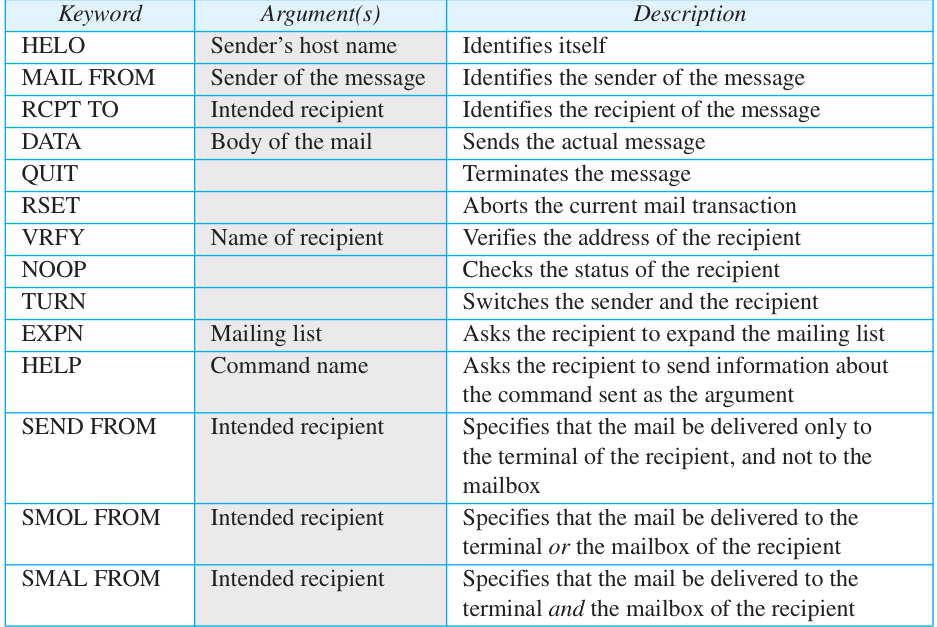 Keyword Argument(s) Description
HELO Sender’s host name Identifies itself
MAIL FROM Sender of the message Identifies the sender of the message
RCPT TO Intended recipient Identifies the recipient of the message
DATA Body of the mail Sends the actual message
QUIT Terminates the message
RSET Aborts the current mail transaction
VRFY Name of recipient Verifies the address of the recipient
NOOP Checks the status of the recipient
TURN Switches the sender and the recipient
EXPN Mailing list Asks the recipient to expand the mailing list
HELP Command name Asks the recipient to send information about
the command sent as the argument
SEND FROM Intended recipient Specifies that the mail be delivered only to
the terminal of the recipient, and not to the
mailbox
SMOL FROM Intended recipient Specifies that the mail be delivered to the
terminal or the mailbox of the recipient
SMAL FROM Intended recipient Specifies that the mail be delivered to the
terminal and the mailbox of the recipient